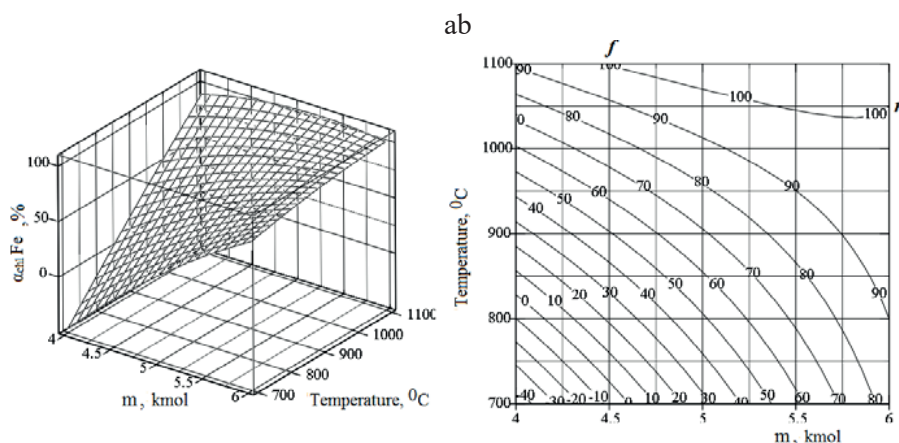 ab
f
100
50
0
α_chl Fe ,%
4
4.5
5
5.5
6
m , kmol
700
800
900
1000
1100
Temperature, ⁰C
1100
1000
900
800
700
Temperature, ⁰C
90 100 100 100
0 80 90
60 70 80 90
40 50
50 60 70 80 90
0 10 20 30 40
-40 -20 -10 0 10 20 30 40 50 60 70 80
4 4.5 5 5.5 6
m , kmol